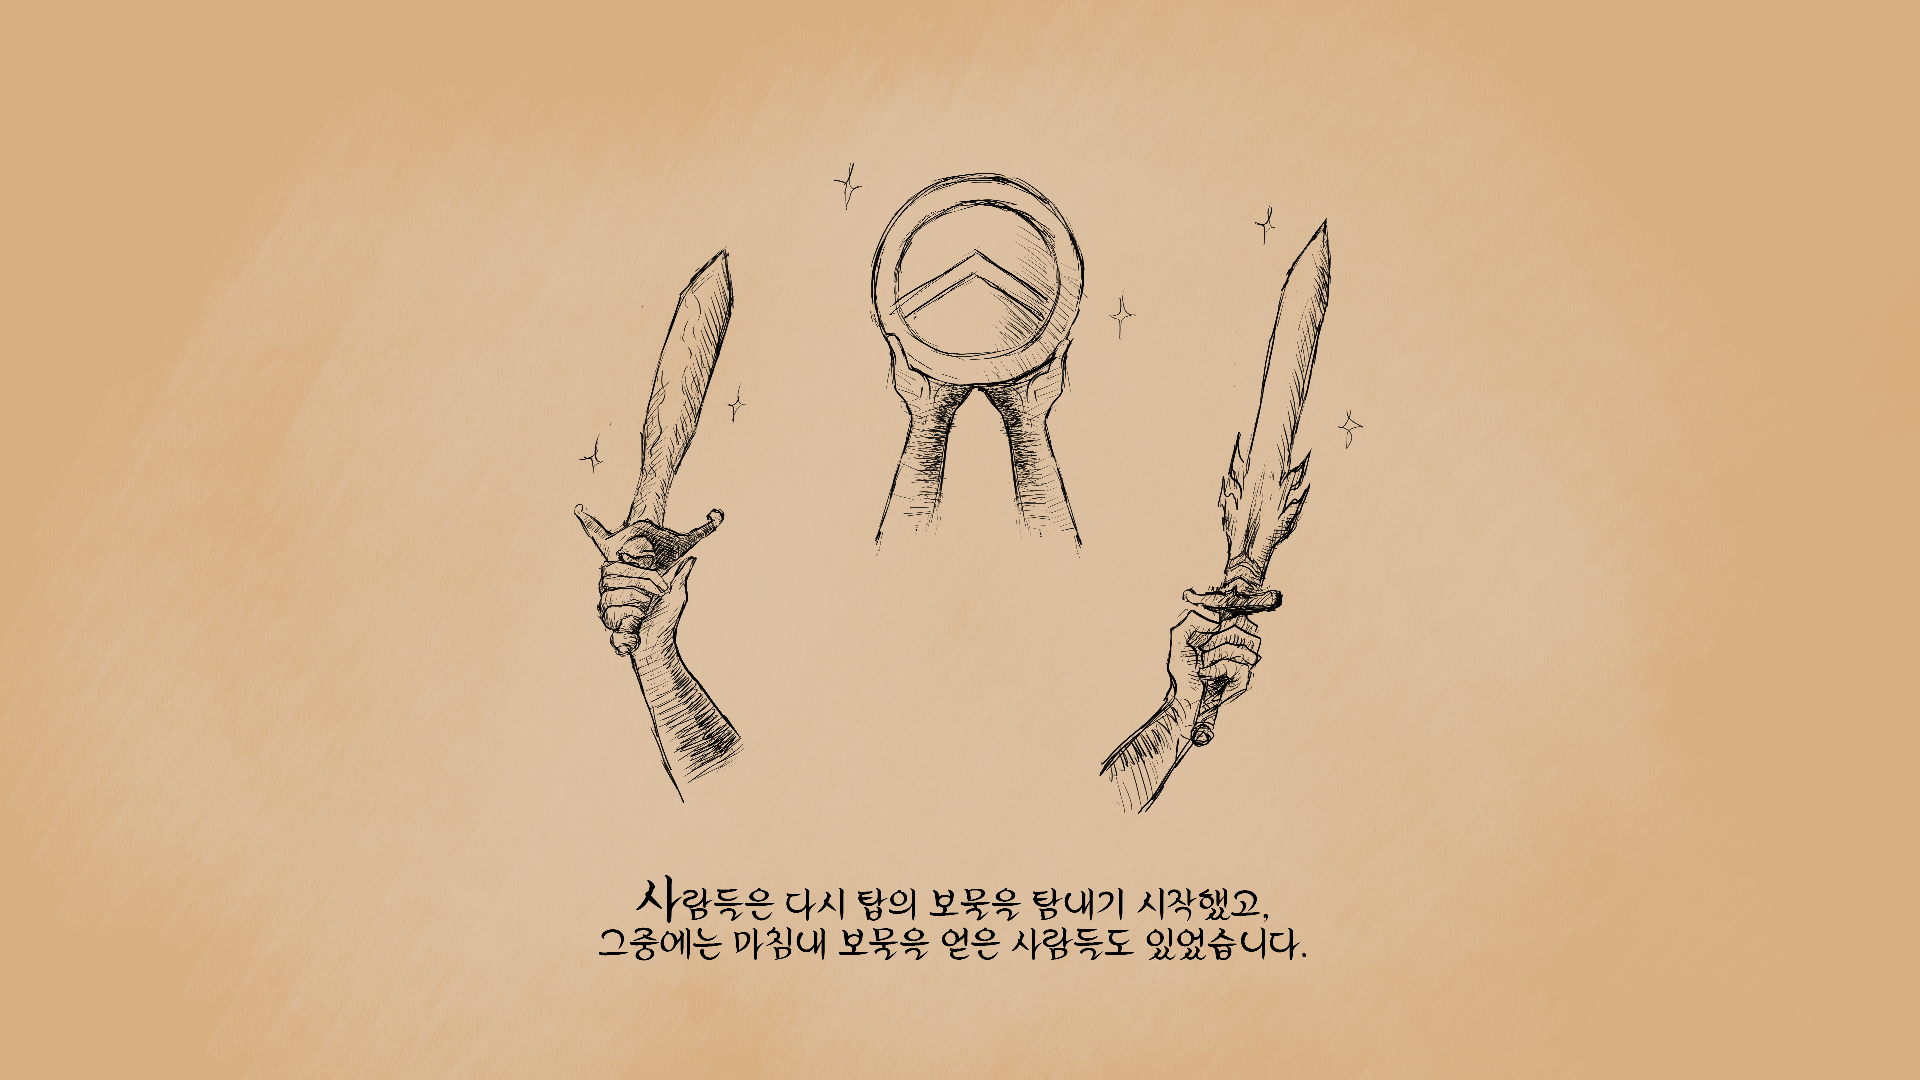 사람들은 다시 탑의 보물을 탐내기 시작했고,
그중에는 마침내 보물을 얻은 사람들도 있었습니다.